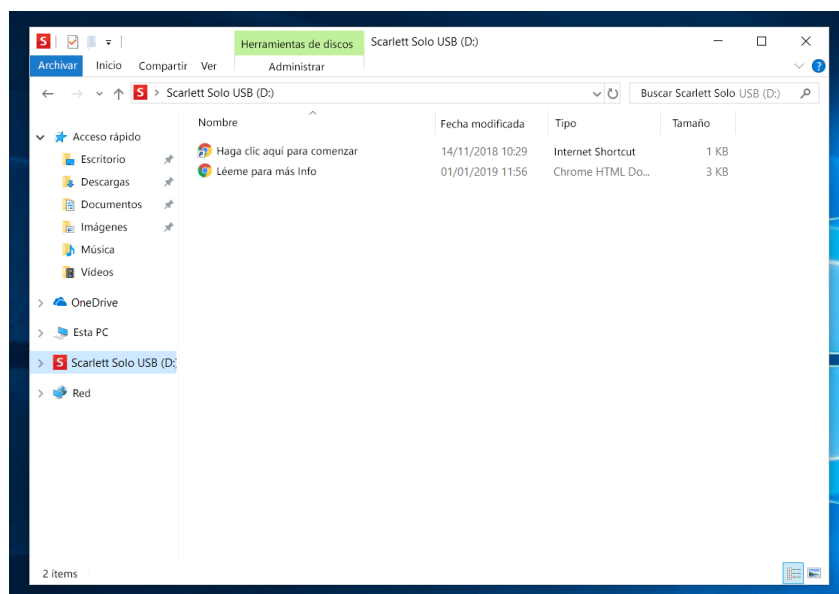 S
Herramientas de discos Scarlett Solo USB (D:)
Archivar Inicio Compartir Ver Administrar
S > Scarlett Solo USB (D:) Buscar Scarlett Solo USB (D:)
Nombre Fecha modificada Tipo Tamaño
Acceso rápido
Haga clic aquí para comenzar 14/11/2018 10:29 Internet Shortcut 1 KB
Escritorio
Léeme para más Info 01/01/2019 11:56 Chrome HTML Do... 3 KB
Descargas
Documentos
Imágenes
Música
Vídeos
OneDrive
Esta PC
S Scarlett Solo USB (D:
Red
2 items